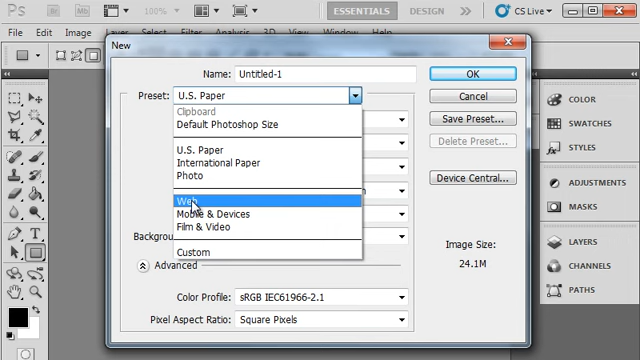 100%
ESSENTIALS
DESIGN
CS Live
File
New
Name:
Untitled-1
OK
Preset:
U.S. Paper
Cancel
Clipboard
Default Photoshop Size
Save Preset...
Delete Preset...
U.S. Paper
International Paper
Photo
Device Central...
Web
Mobile & Devices
Film & Video
Custom
Advanced
Image Size:
24.1M
Color Profile:
sRGB IEC61966-2.1
Pixel Aspect Ratio:
Square Pixels
COLOR
SWATCHES
STYLES
ADJUSTMENTS
MASKS
LAYERS
CHANNELS
PATHS